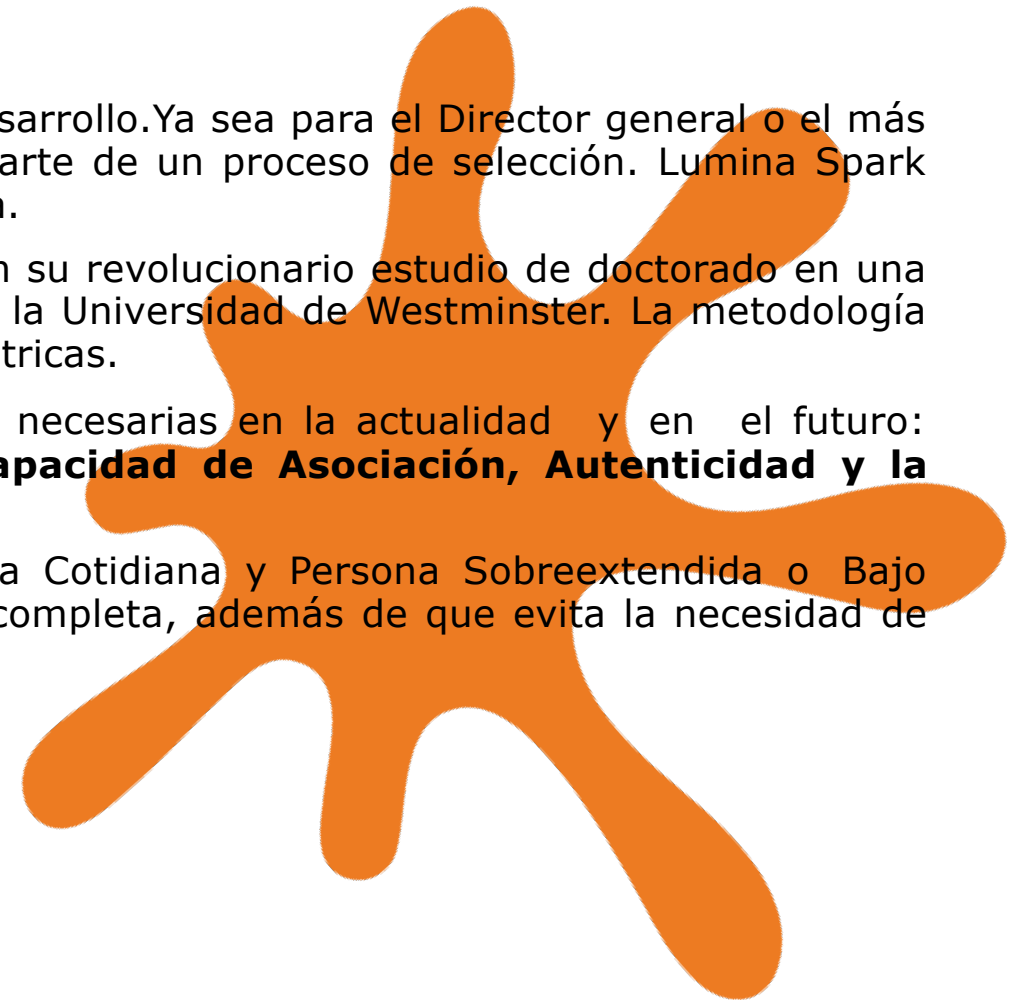 sarrollo.Ya sea para el Director general o el más
arte de un proceso de selección. Lumina Spark
.
n su revolucionario estudio de doctorado en una
la Universidad de Westminster. La metodología
tricas.
necesarias en la actualidad y en el futuro:
apacidad de Asociación, Autenticidad y la
a Cotidiana y Persona Sobreextendida o Bajo
completa, además de que evita la necesidad de